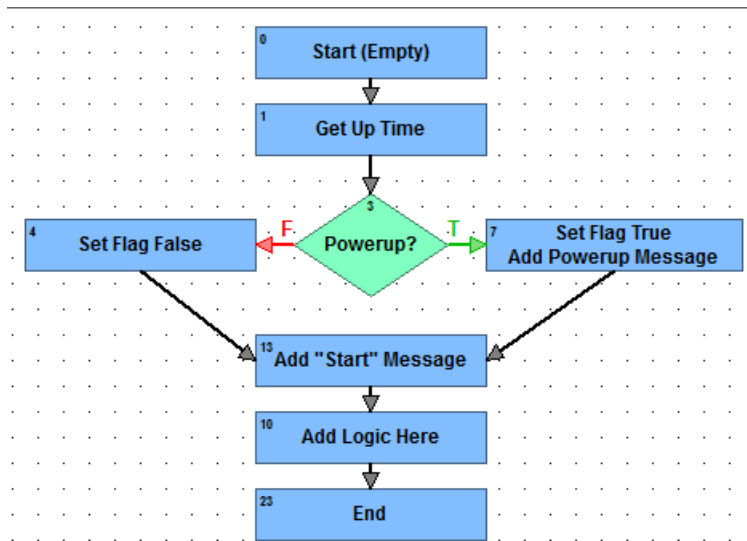 0
Start (Empty)
1
Get Up Time
3
F
Powerup?
T
4
Set Flag False
7
Set Flag True
Add Powerup Message
13
Add "Start" Message
10
Add Logic Here
23
End